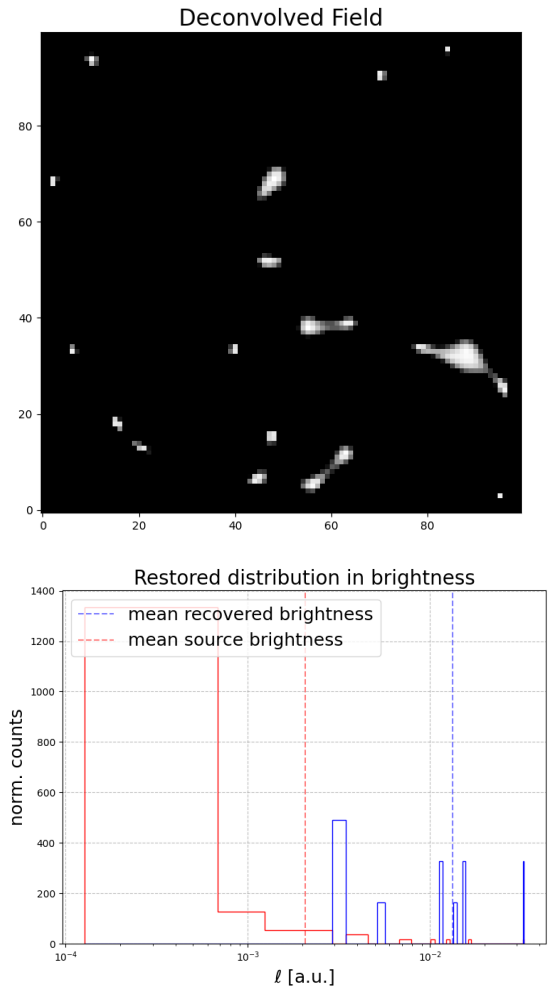 Deconvolved Field
80
60
40
20
0
0 20 40 60 80
Restored distribution in brightness
1400
1200
1000
800
600
400
200
0
norm. counts
mean recovered brightness
mean source brightness
10⁻⁴ 10⁻³ 10⁻²
ℓ [a.u.]